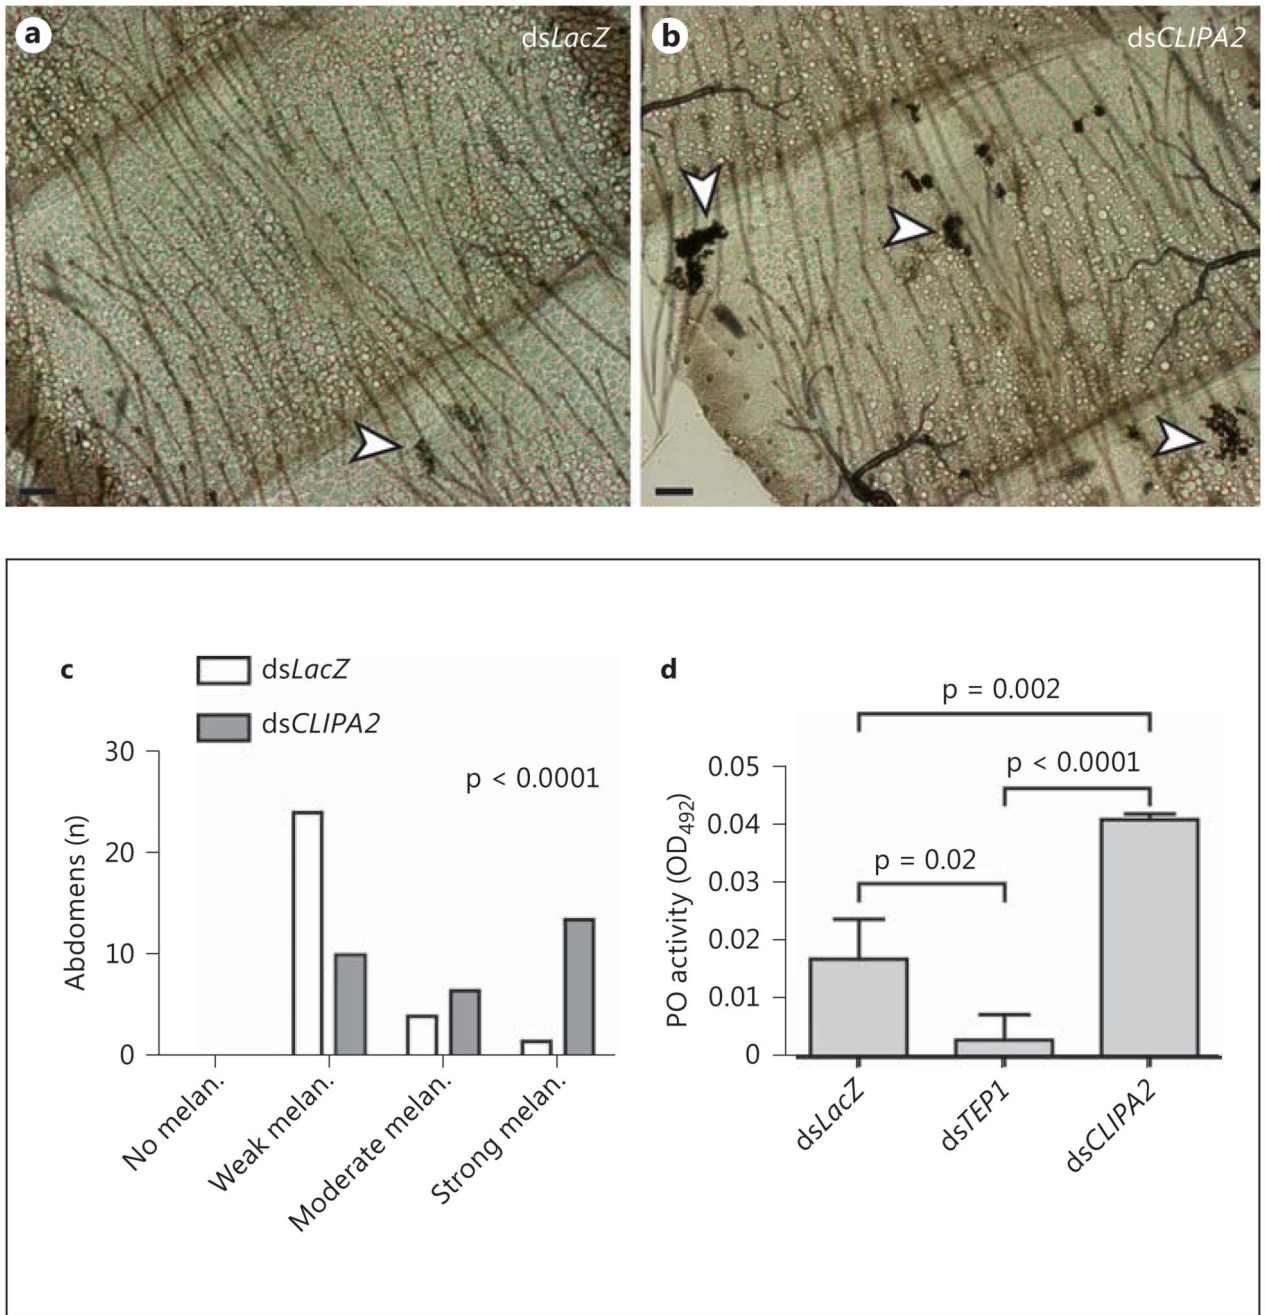 a
dsLacZ
b
dsCLIPA2
c
dsLacZ
dsCLIPA2
p < 0.0001
Abdomens (n)
30
20
10
0
No melan.
Weak melan.
Moderate melan.
Strong melan.
d
p = 0.002
p < 0.0001
p = 0.02
PO activity (OD492)
0.05
0.04
0.03
0.02
0.01
0
dsLacZ
dsTEP1
dsCLIPA2